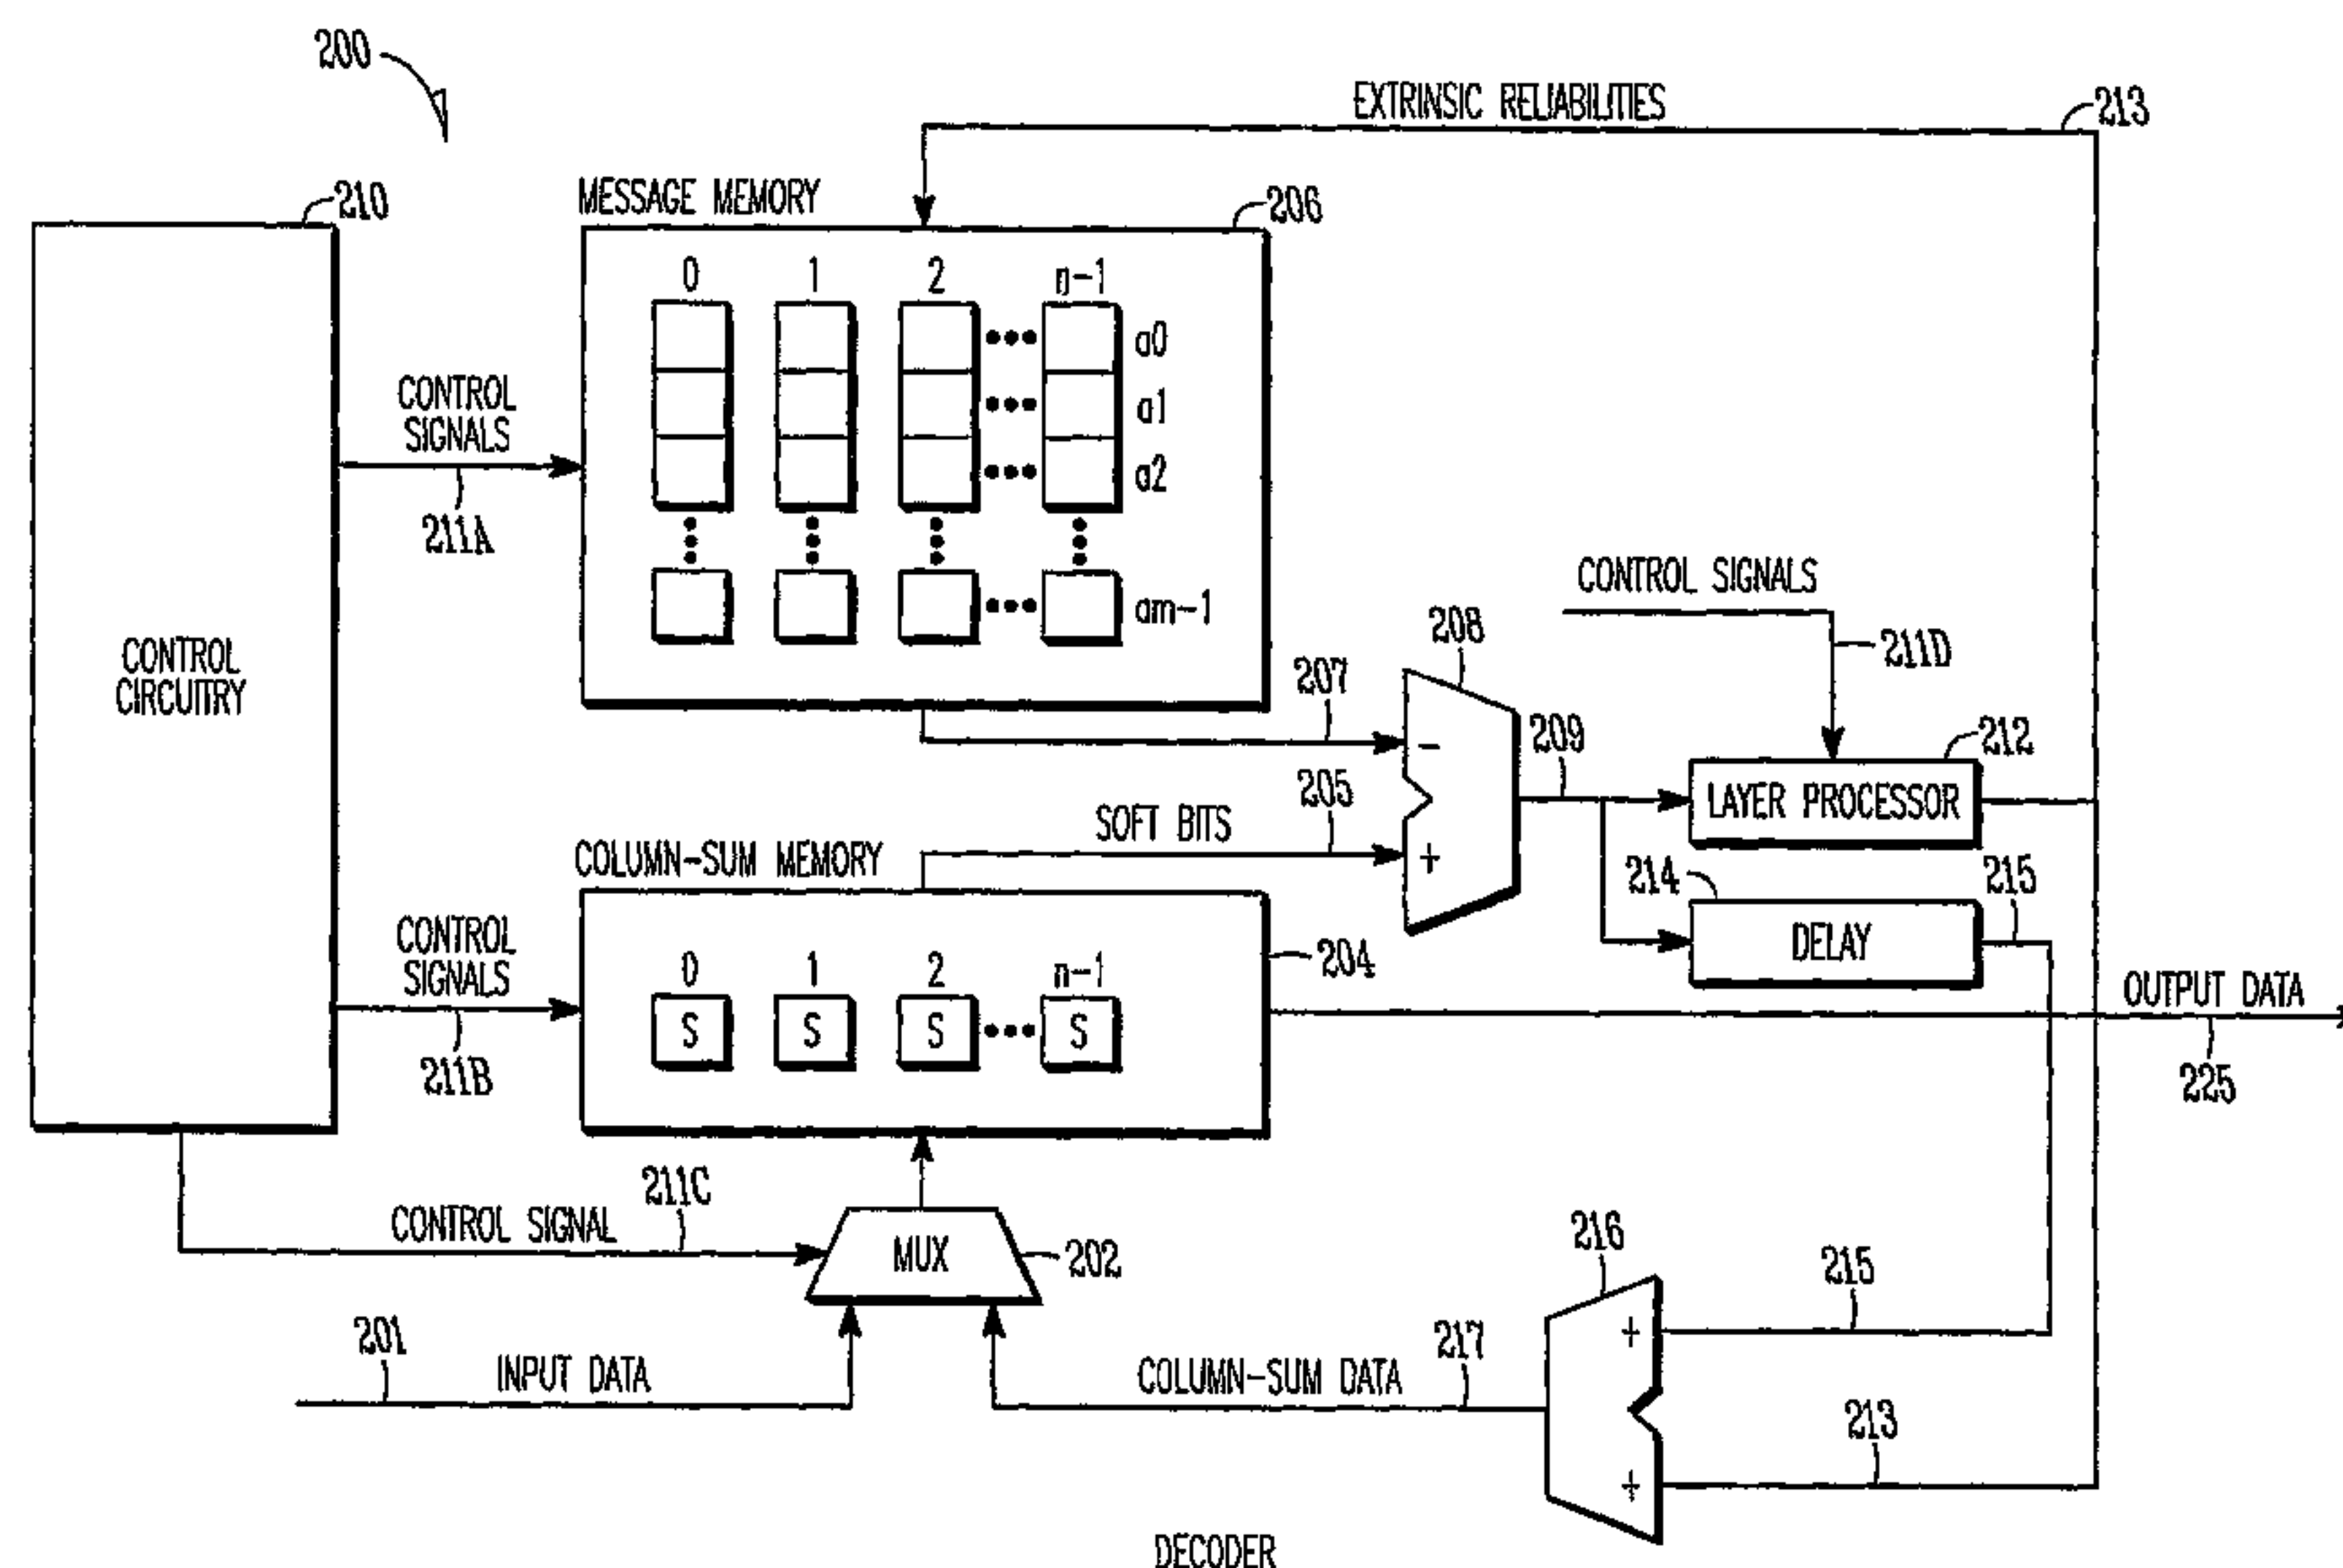 200
EXTRINSIC RELIABILITIES
213
210
MESSAGE MEMORY
206
0 1 2 n-1
a0
CONTROL
SIGNALS
a1
a2
211A
am-1
CONTROL SIGNALS
208
211D
CONTROL
CIRCUITRY
207
-
209
212
LAYER PROCESSOR
205
SOFT BITS
+
COLUMN-SUM MEMORY
214
215
DELAY
CONTROL
SIGNALS
204
0 1 2 n-1
S S S S
OUTPUT DATA
225
211B
211C
CONTROL SIGNAL
MUX
202
216
215
+
201
INPUT DATA
217
COLUMN-SUM DATA
213
+
DECODER